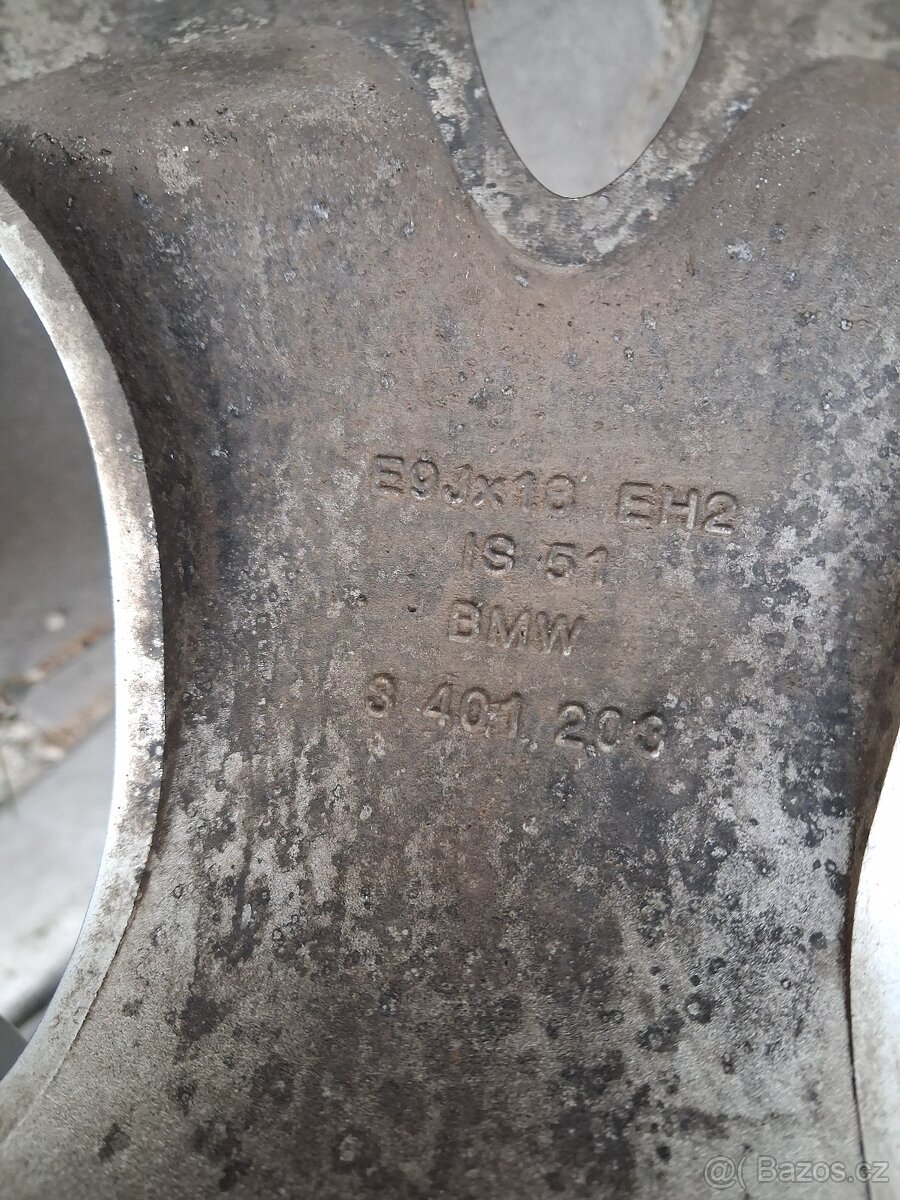 E9Jx18 EH2
IS 51
BMW
3 401 203
@( Bazos.cz